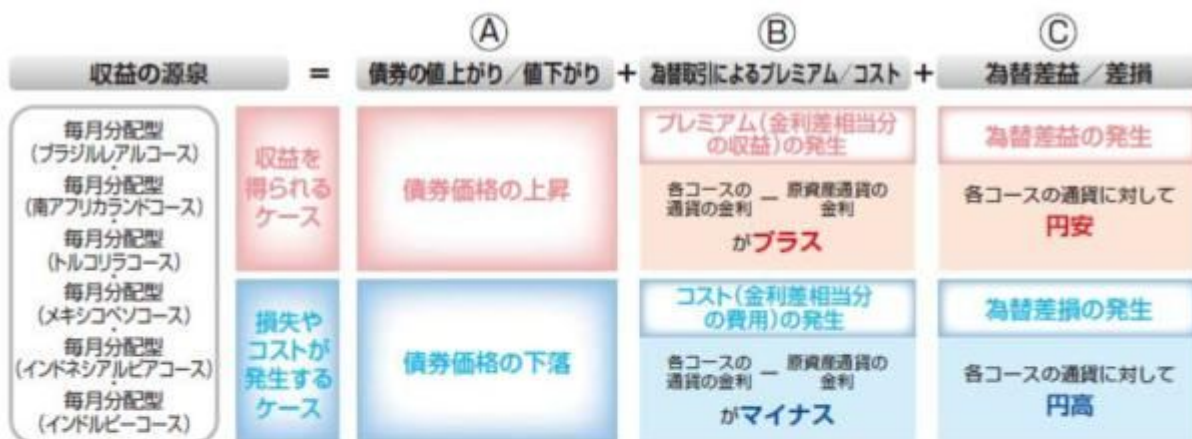 Ⓐ Ⓑ Ⓒ
収益の源泉 = 債券の値上がり／値下がり + 為替取引によるプレミアム／コスト + 為替差益／差損
毎月分配型
(ブラジルレアルコース)
・
毎月分配型
(南アフリカランドコース)
・
毎月分配型
(トルコリラコース)
・
毎月分配型
(メキシコペソコース)
・
毎月分配型
(インドネシアルピアコース)
・
毎月分配型
(インドルピーコース)
収益を
得られる
ケース
債券価格の上昇
プレミアム(金利差相当分
の収益)の発生
各コースの
通貨の金利
ー
原資産通貨の
金利
がプラス
為替差益の発生
各コースの通貨に対して
円安
損失や
コストが
発生する
ケース
債券価格の下落
コスト(金利差相当分
の費用)の発生
各コースの
通貨の金利
ー
原資産通貨の
金利
がマイナス
為替差損の発生
各コースの通貨に対して
円高